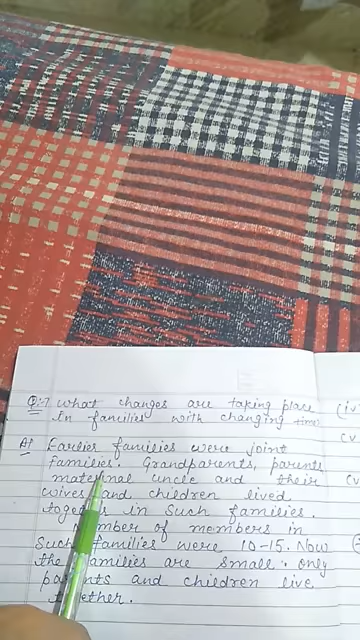 Q:-7 what changes are taking place
In families with changing time
A) Earlier families were joint
families. Grandparents, parents
maternal uncle and their
wives and children lived
together in such families.
Number of members in
such families were 10-15. Now
the families are small. only
parents and children live
together.
(iv
(v
(v